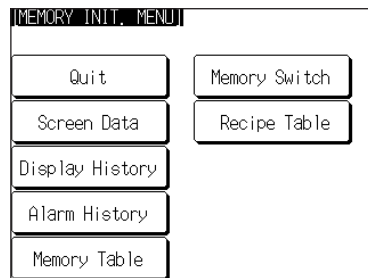 [MEMORY INIT. MENU]
Quit
Memory Switch
Screen Data
Recipe Table
Display History
Alarm History
Memory Table